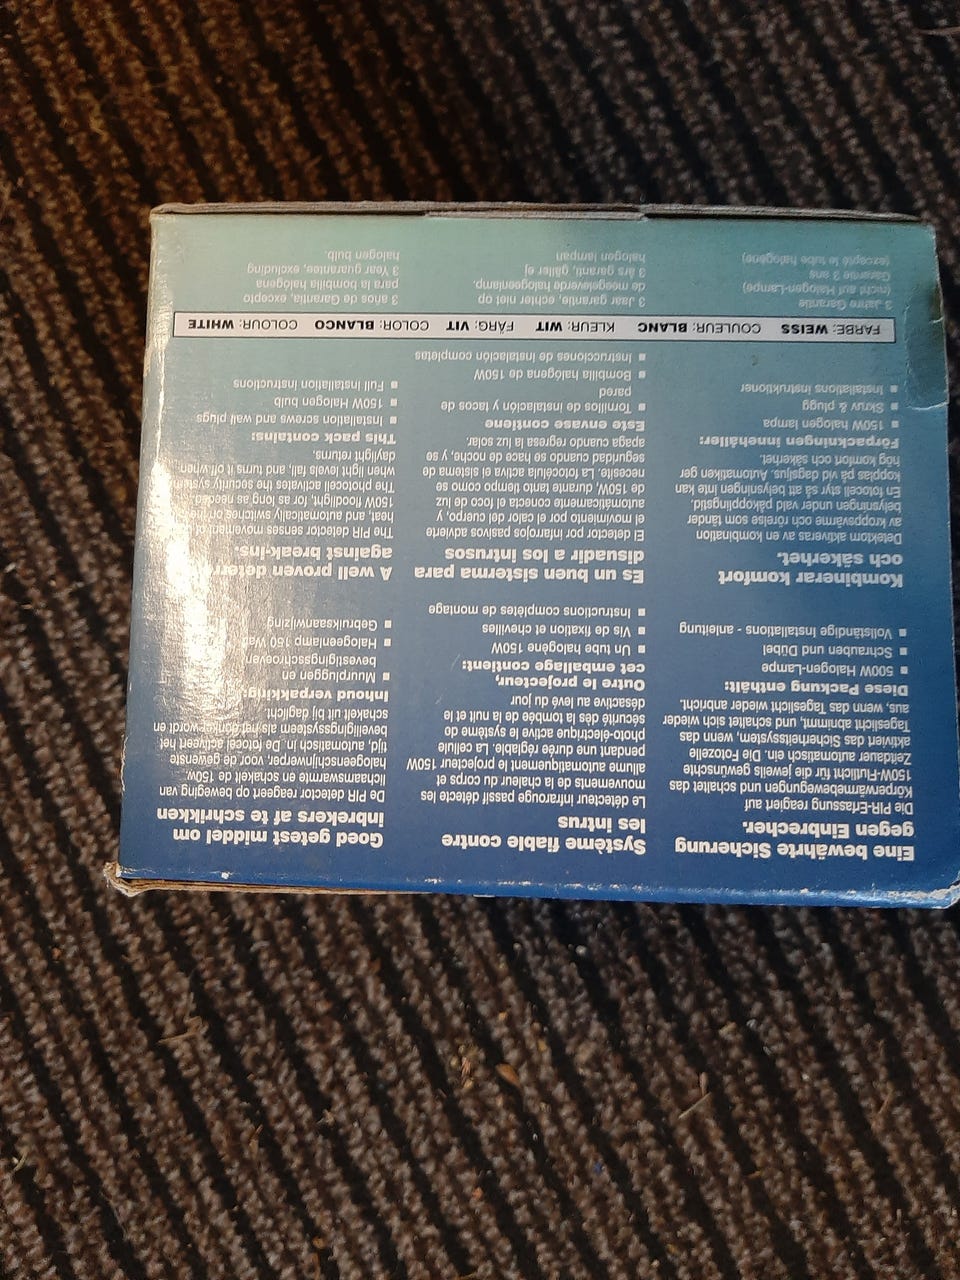 Eine bewährte Sicherung
gegen Einbrecher.
Die PIR-Erfassung reagiert auf
Körperwärmebewegungen und schaltet das
150W-Flutlicht für die jeweils gewünschte
Zeitdauer automatisch ein. Die Fotozelle
aktiviert das Sicherheitssystem, wenn das
Tageslicht abnimmt, und schaltet sich wieder
aus, wenn das Tageslicht wieder anbricht.
Diese Packung enthält:
■ 500W Halogen-Lampe
■ Schrauben und Dübel
■ Vollständige Installations - anleitung
Système fiable contre
les intrus
Le détecteur infrarouge passif détecte les
mouvements de la chaleur du corps et
allume automatiquement le projecteur 150W
pendant une durée réglable. La cellule
photo-électrique active le système de
sécurité dès la tombée de la nuit et le
désactive au levé du jour
Outre le projecteur,
cet emballage contient:
■ Un tube halogène 150W
■ Vis de fixation et chevilles
■ Instructions complètes de montage
Goed getest middel om
inbrekers af te schrikken
De PIR detector reageert op beweging van
lichaamswarmte en schakelt de 150w.
halogeenschijnwerper, voor de gewenste
tijd, automatisch in. De fotocel activeert het
beveiligingssysteem als het donker wordt en
schakelt uit bij daglicht.
Inhoud verpakking:
■ Muurpluggen en
bevestigingsschroeven
■ Halogeenlamp 150 Watt
■ Gebruiksaanwijzing
Kombinerar komfort
och säkerhet.
Detektorn aktiveras av en kombination
av kroppsvärme och rörelse som tänder
belysningen under vald påkopplingstid.
En fotocell styr så att belysningen inte kan
kopplas på vid dagsljus. Automatiken ger
hög komfort och säkerhet.
Förpackningen innehåller:
■ 150W halogen lampa
■ Skruv & plugg
■ Installations instruktioner
Es un buen sisterma para
disuadir a los intrusos
El detector por infarrojos pasivos advierte
el movimiento por el calor del cuerpo, y
automáticamente conecta el foco de luz
de 150W, durante tanto tiempo como se
necesite. La fotocélula activa el sistema de
seguridad cuando se hace de noche, y se
apaga cuando regresa la luz solar.
Este envase contiene
■ Tornillos de instalación y tacos de
pared
■ Bombilla halógena de 150W
■ Instrucciones de instalación completas
A well proven deterrent
against break-ins.
The PIR detector senses movement of
heat, and automatically switches on the
150W floodlight, for as long as needed.
The photocell activates the security system
when light levels fall, and turns it off when
daylight returns.
This pack contains:
■ Installation screws and wall plugs
■ 150W Halogen bulb
■ Full installation instructions
FARBE: WEISS COULEUR: BLANC KLEUR: WIT FÄRG: VIT COLOR: BLANCO COLOUR: WHITE
3 Jahre Garantie
(nicht auf Halogen-Lampe)
Garantie 3 ans
(excepté le tube halogène)
3 Jaar garantie, echter niet op
de meegeleverde halogeenlamp.
3 års garanti, gäller ej
halogen lampan
3 anos de Garantía, excepto
para la bombilla halógena
3 Year guarantee, excluding
halogen bulb.